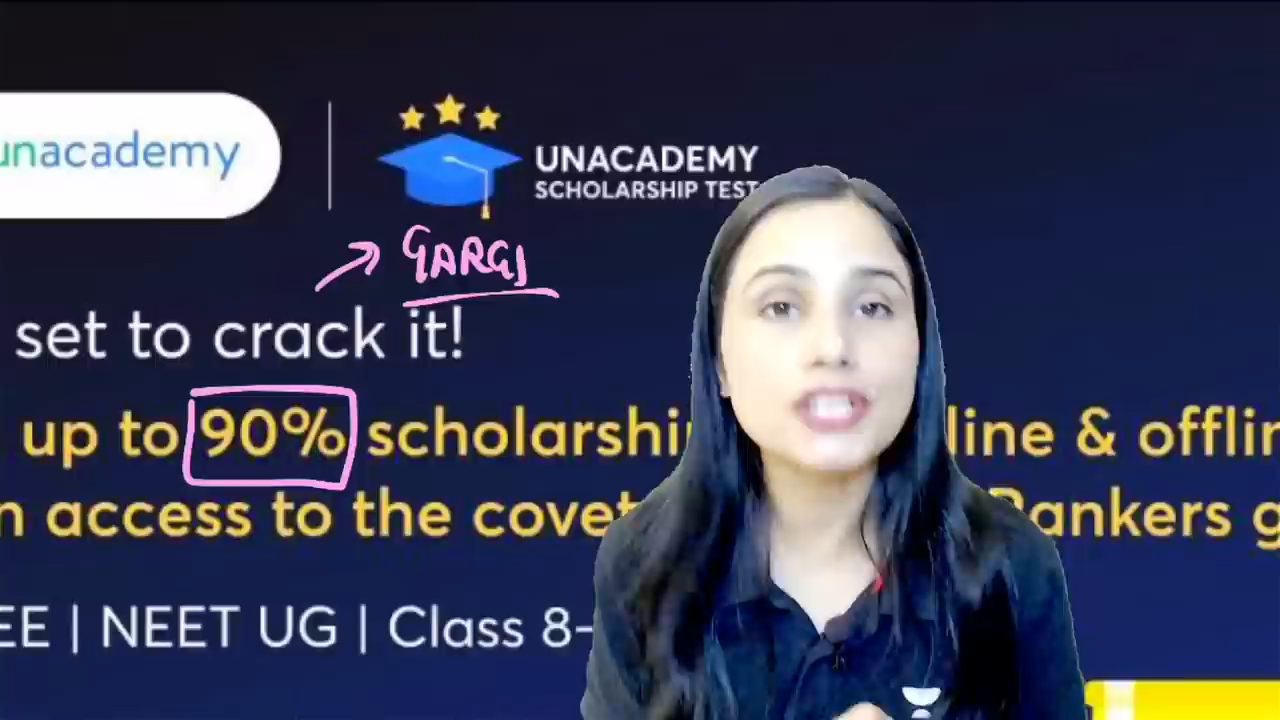 unacademy
UNACADEMY
SCHOLARSHIP TEST
GARGI
set to crack it!
up to 90% scholarshi line & offlin
n access to the covet Rankers g
EE | NEET UG | Class 8-